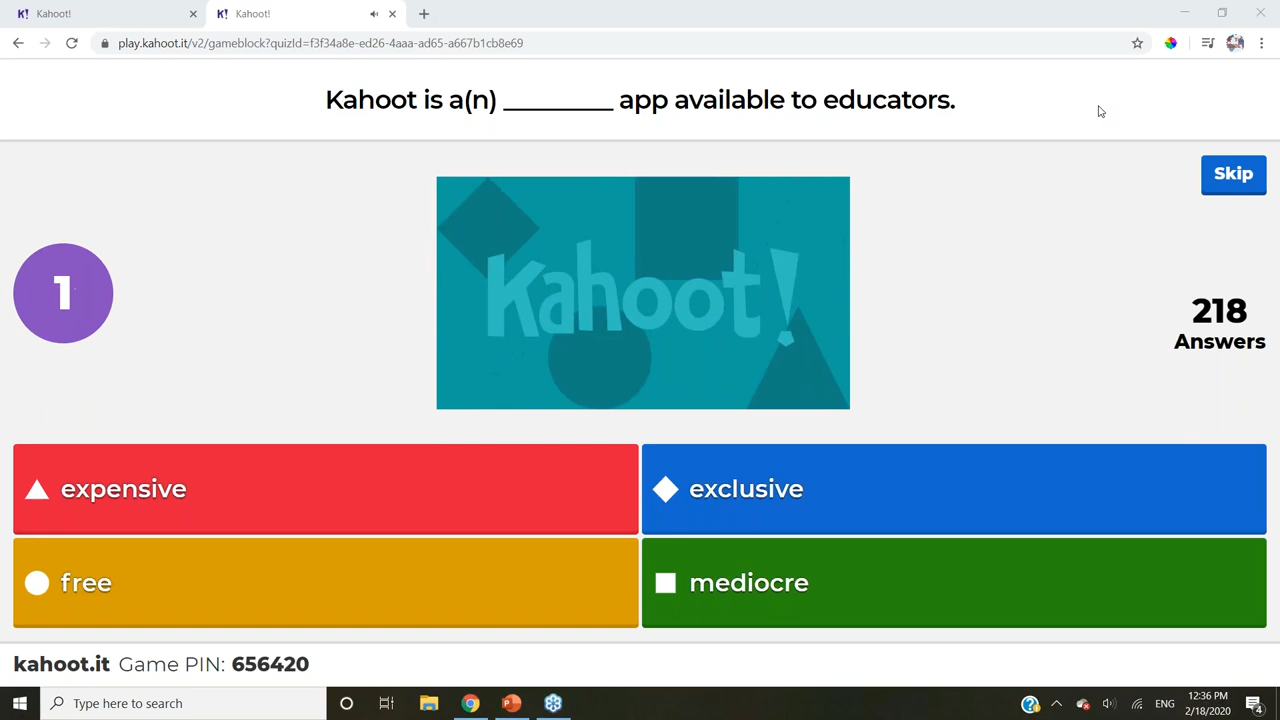 Kahoot!
Kahoot!
play.kahoot.it/v2/gameblock?quizId=f3f34a8e-ed26-4aaa-ad65-a667b1cb8e69
Kahoot is a(n) _________ app available to educators.
Skip
Kahoot!
1
218
Answers
expensive
exclusive
free
mediocre
kahoot.it Game PIN: 656420
Type here to search
ENG
12:36 PM
2/18/2020
4